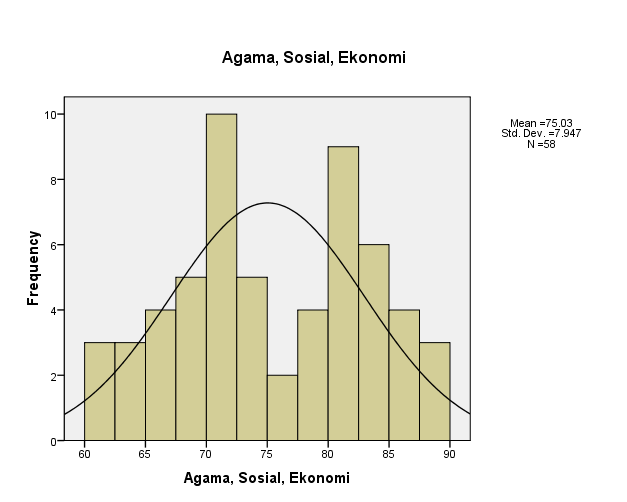 Agama, Sosial, Ekonomi
Mean =75.03
Std. Dev. =7.947
N =58
10
8
6
4
2
0
Frequency
60 65 70 75 80 85 90
Agama, Sosial, Ekonomi